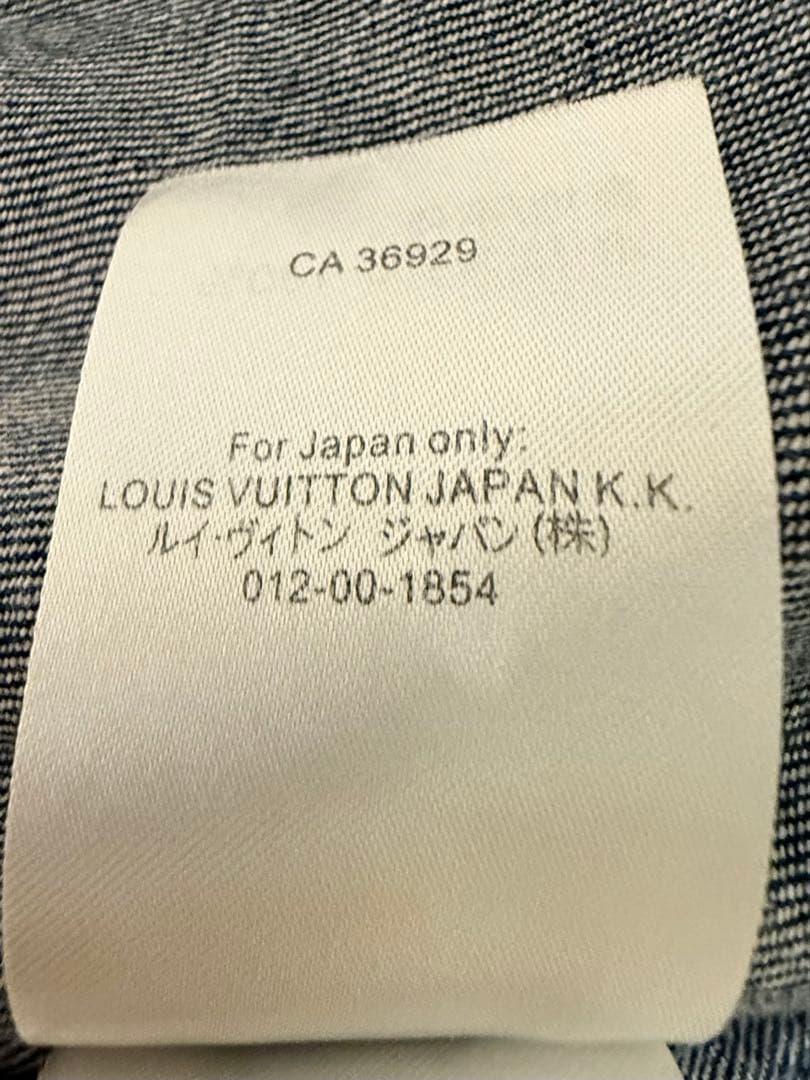 CA 36929
For Japan only:
LOUIS VUITTON JAPAN K.K.
ルイ·ヴィトン ジャパン (株)
012-00-1854